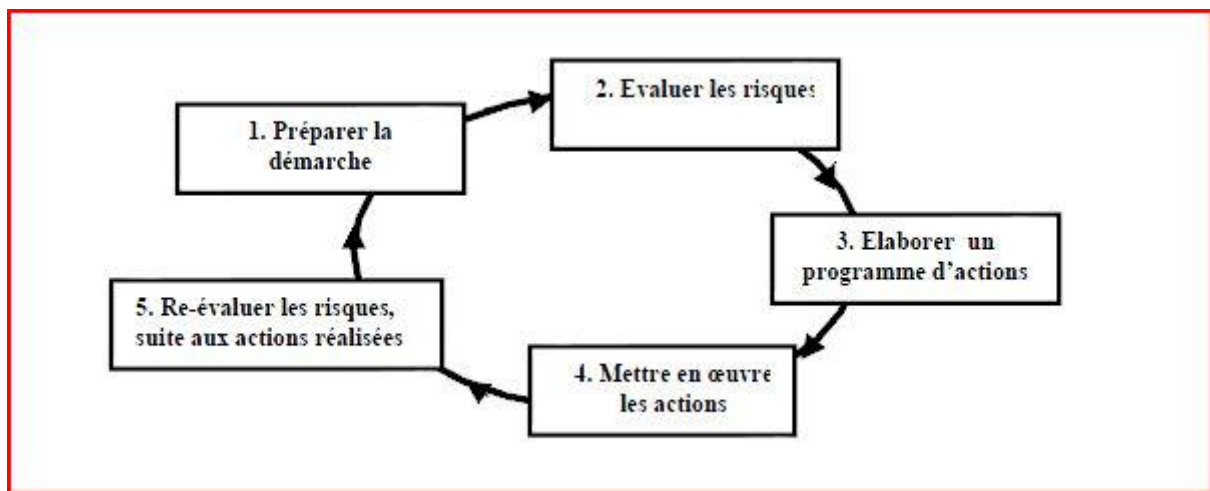 1. Préparer la
démarche
2. Evaluer les risques
3. Elaborer un
programme d'actions
4. Mettre en œuvre
les actions
5. Re-évaluer les risques,
suite aux actions réalisées